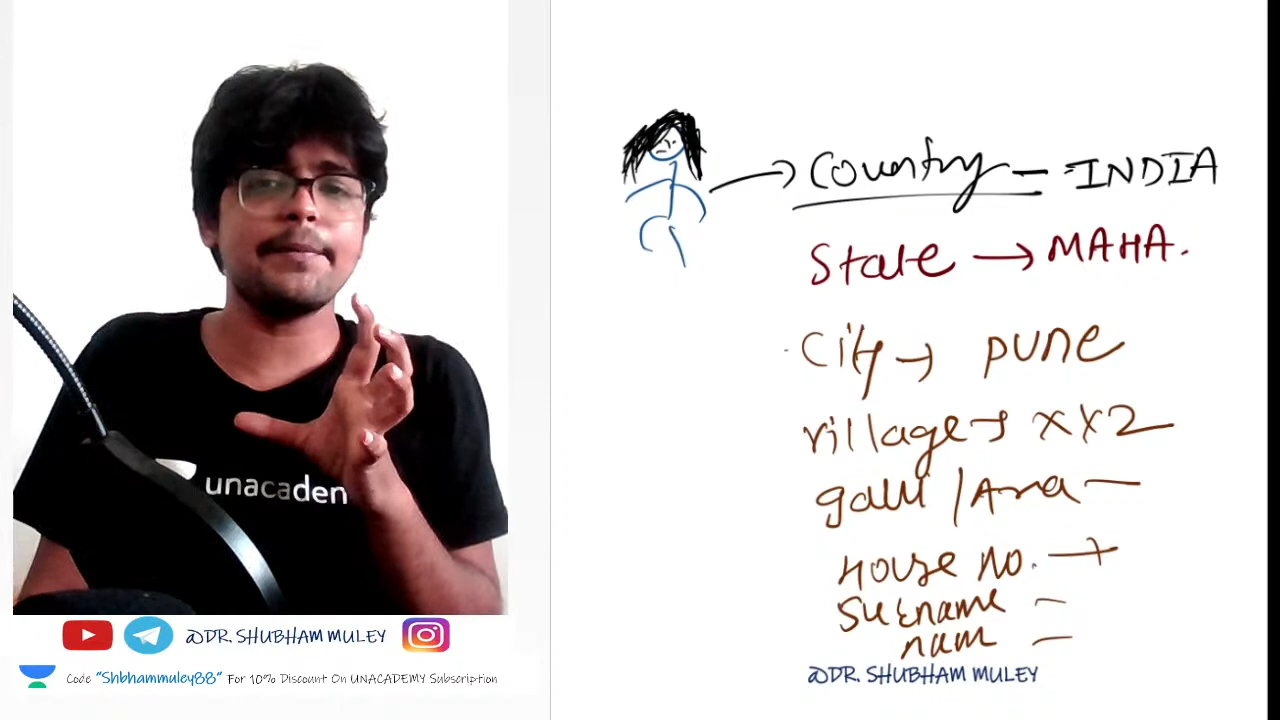 unacadem
@DR. SHUBHAM MULEY
Code "Shbhammuley88" For 10% Discount On UNACADEMY Subscription
Country - INDIA
State → MAHA.
City → pune
village → xyz
galli / Area -
House no. →
Surname -
nam -
@DR. SHUBHAM MULEY